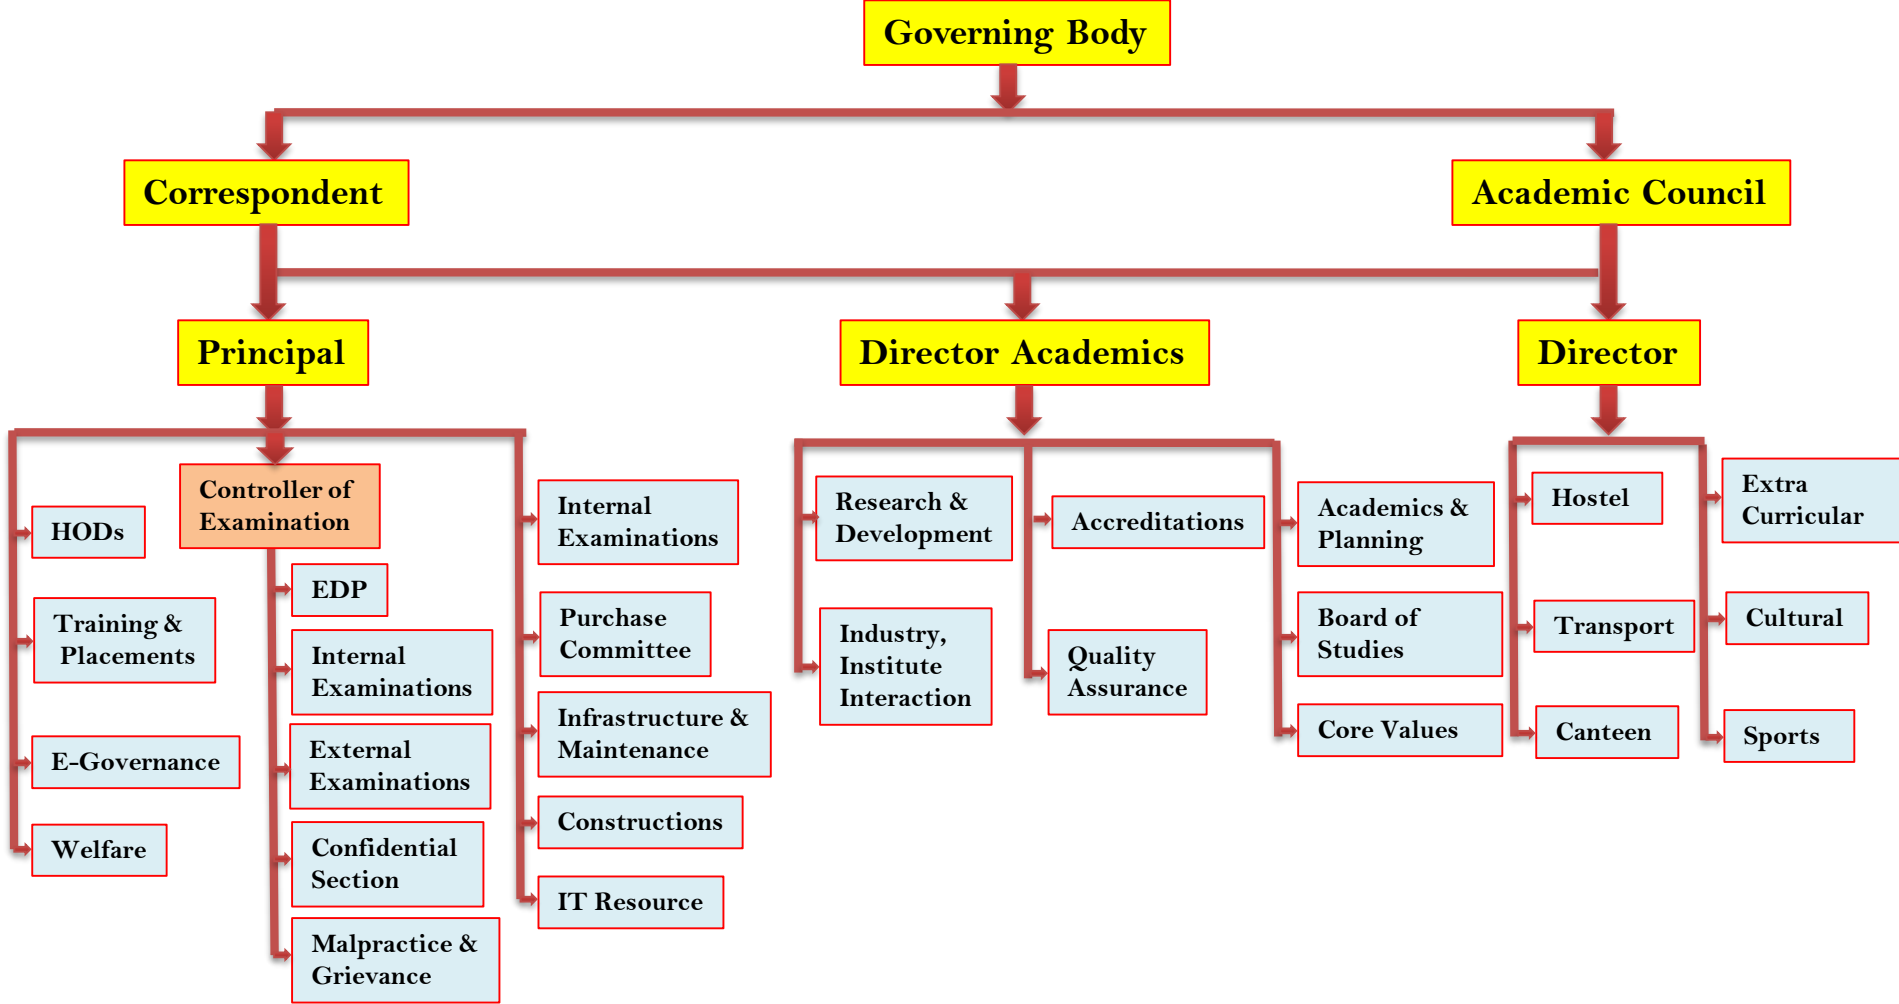 Governing Body
Correspondent
Academic Council
Principal
Director Academics
Director
HODs
Training &
Placements
E-Governance
Welfare
Controller of
Examination
EDP
Internal
Examinations
External
Examinations
Confidential
Section
Malpractice &
Grievance
Internal
Examinations
Purchase
Committee
Infrastructure &
Maintenance
Constructions
IT Resource
Research &
Development
Industry,
Institute
Interaction
Accreditations
Quality
Assurance
Academics &
Planning
Board of
Studies
Core Values
Hostel
Transport
Canteen
Extra
Curricular
Cultural
Sports